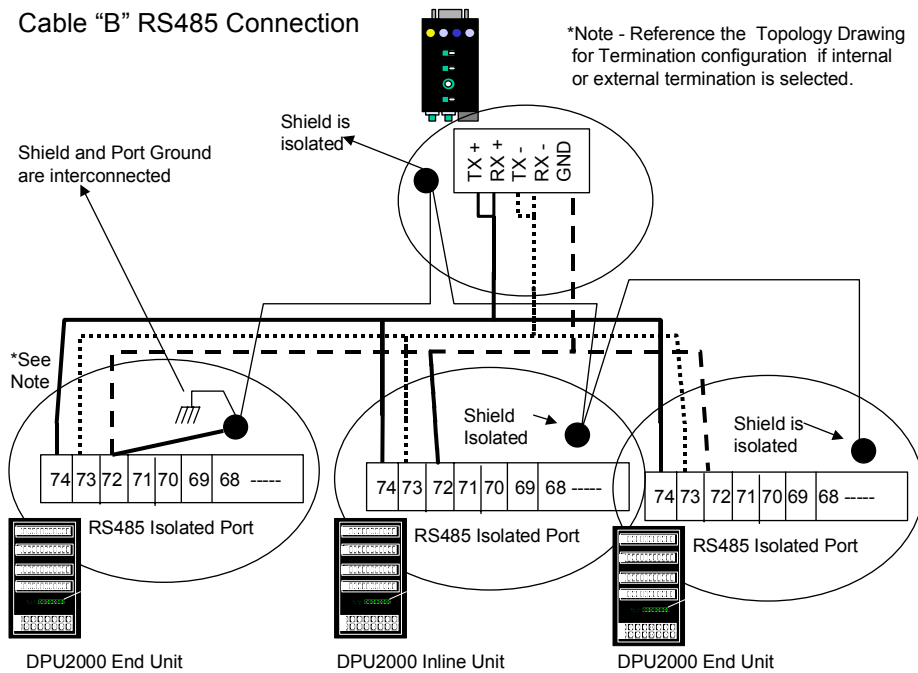 Cable “B” RS485 Connection
*Note - Reference the Topology Drawing
for Termination configuration if internal
or external termination is selected.
Shield is
isolated
Shield and Port Ground
are interconnected
TX +
RX +
TX -
RX -
GND
*See
Note
Shield
Isolated
Shield is
isolated
74 73 72 71 70 69 68 -----
74 73 72 71 70 69 68 -----
74 73 72 71 70 69 68 -----
RS485 Isolated Port
RS485 Isolated Port
RS485 Isolated Port
DPU2000 End Unit
DPU2000 Inline Unit
DPU2000 End Unit